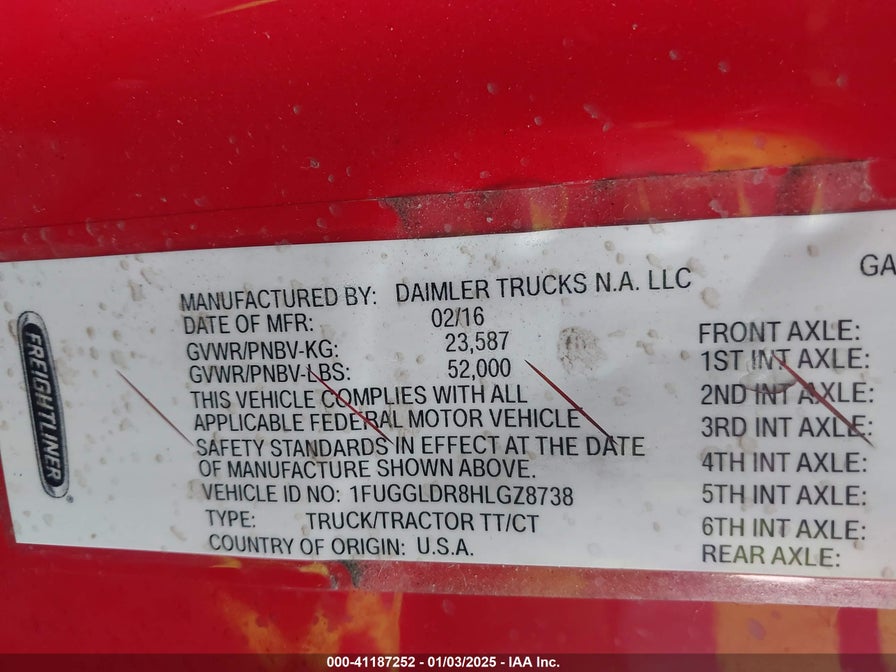 GA
MANUFACTURED BY: DAIMLER TRUCKS N.A. LLC
DATE OF MFR: 02/16
GVWR/PNBV-KG: 23,587
GVWR/PNBV-LBS: 52,000
THIS VEHICLE COMPLIES WITH ALL
APPLICABLE FEDERAL MOTOR VEHICLE
SAFETY STANDARDS IN EFFECT AT THE DATE
OF MANUFACTURE SHOWN ABOVE.
VEHICLE ID NO: 1FUGGLDR8HLGZ8738
TYPE: TRUCK/TRACTOR TT/CT
COUNTRY OF ORIGIN: U.S.A.
FRONT AXLE:
1ST INT AXLE:
2ND INT AXLE:
3RD INT AXLE:
4TH INT AXLE:
5TH INT AXLE:
6TH INT AXLE:
REAR AXLE:
FREIGHTLINER
000-41187252 - 01/03/2025 - IAA Inc.